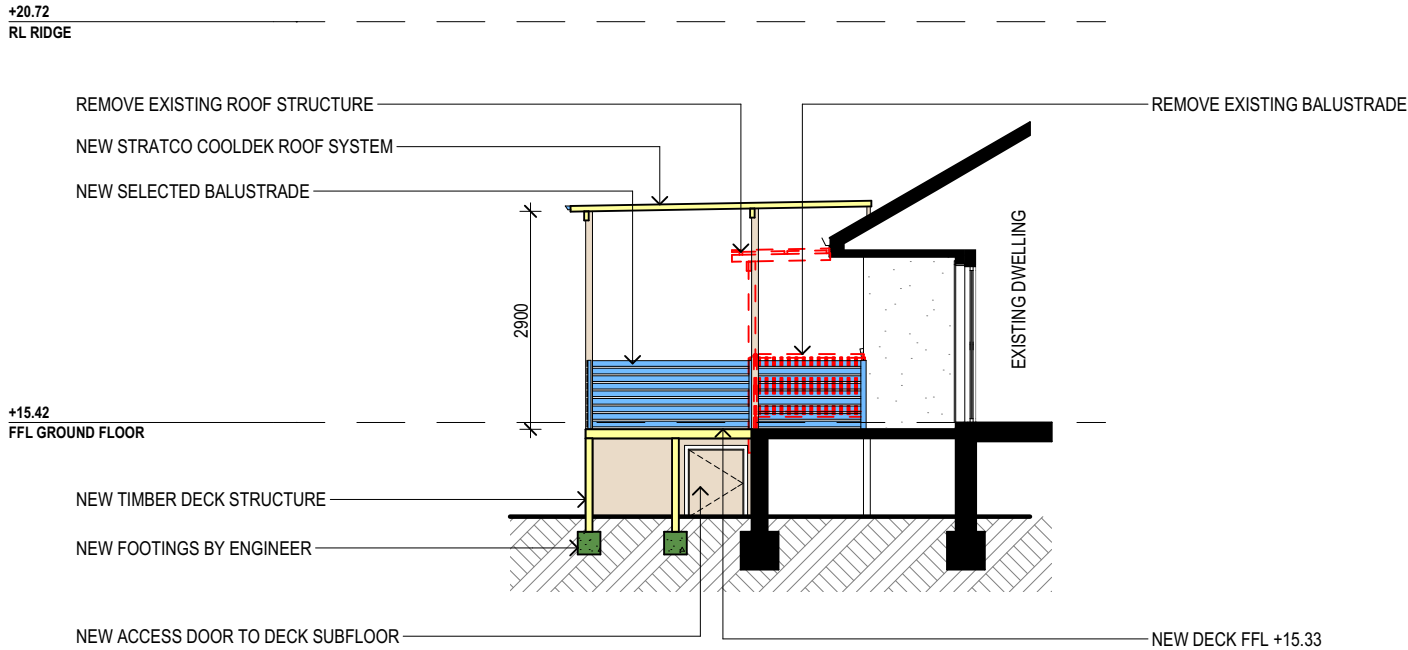 +20.72
RL RIDGE
REMOVE EXISTING ROOF STRUCTURE
REMOVE EXISTING BALUSTRADE
NEW STRATCO COOLDEK ROOF SYSTEM
NEW SELECTED BALUSTRADE
2900
EXISTING DWELLING
+15.42
FFL GROUND FLOOR
NEW TIMBER DECK STRUCTURE
NEW FOOTINGS BY ENGINEER
NEW ACCESS DOOR TO DECK SUBFLOOR
NEW DECK FFL +15.33